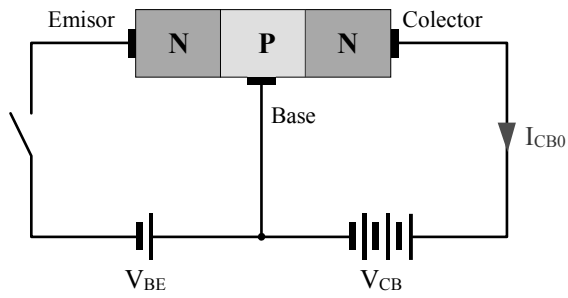 Emisor
Colector
N
P
N
Base
I_CB0
V_BE
V_CB